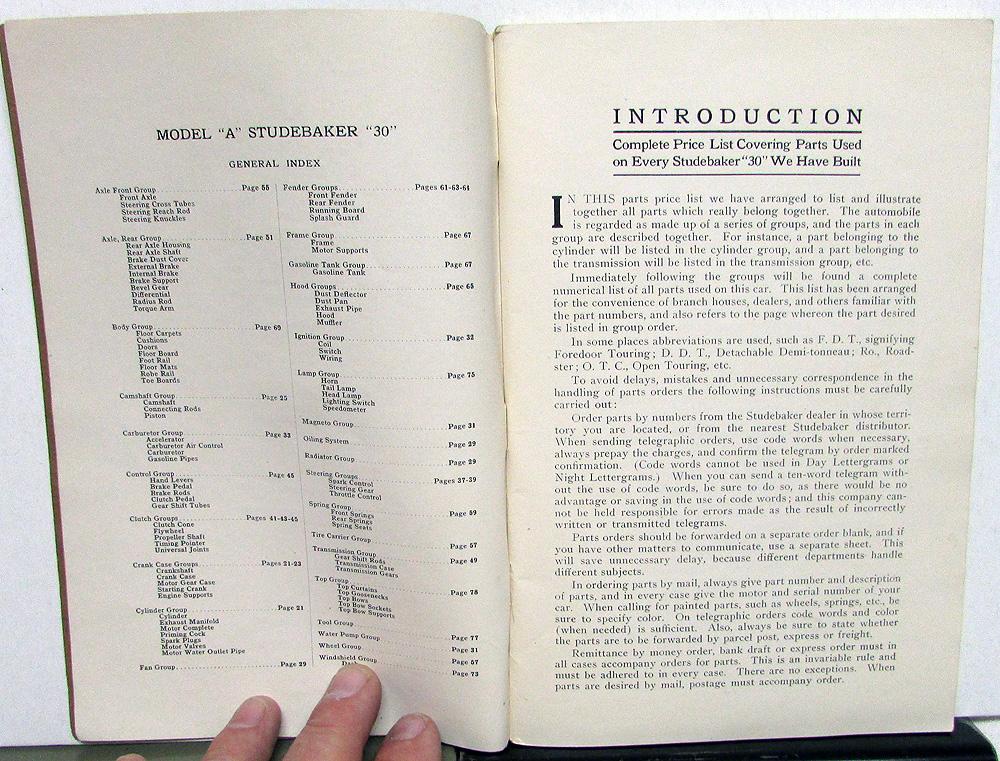 MODEL "A" STUDEBAKER "30"
GENERAL INDEX
Axle Front Group Page 55
Front Axle
Steering Cross Tubes
Steering Reach Rod
Steering Knuckles
Axle, Rear Group Page 51
Rear Axle Housing
Rear Axle Shaft
Brake Dust Cover
External Brake
Internal Brake
Brake Support
Bevel Gear
Differential
Radius Rod
Torque Arm
Body Group Page 69
Floor Carpets
Cushions
Doors
Floor Board
Foot Rail
Floor Mats
Robe Rail
Toe Boards
Camshaft Group Page 25
Camshaft
Connecting Rods
Piston
Carburetor Group Page 33
Accelerator
Carburetor Air Control
Carburetor
Gasoline Pipes
Control Group Page 45
Hand Levers
Brake Pedal
Brake Rods
Clutch Pedal
Gear Shift Tubes
Clutch Groups Pages 41-43-45
Clutch Cone
Flywheel
Propeller Shaft
Timing Pointer
Universal Joints
Crank Case Groups Pages 21-23
Crankshaft
Crank Case
Motor Gear Case
Starting Crank
Engine Supports
Cylinder Group Page 21
Cylinder
Exhaust Manifold
Motor Complete
Priming Cock
Spark Plugs
Motor Valves
Motor Water Outlet Pipe
Fan Group Page 29
Fender Groups Pages 61-63-64
Front Fender
Rear Fender
Running Board
Splash Guard
Frame Group Page 67
Frame
Motor Supports
Gasoline Tank Group Page 67
Gasoline Tank
Hood Groups Page 65
Dust Deflector
Dust Pan
Exhaust Pipe
Hood
Muffler
Ignition Group Page 32
Coil
Switch
Wiring
Lamp Group Page 75
Horn
Tail Lamp
Head Lamp
Lighting Switch
Speedometer
Magneto Group Page 31
Oiling System Page 29
Radiator Group Page 29
Steering Groups Pages 37-39
Spark Control
Steering Gear
Throttle Control
Spring Group Page 59
Front Springs
Rear Springs
Spring Seats
Tire Carrier Group Page 57
Transmission Group Page 49
Gear Shift Rods
Transmission Case
Transmission Gears
Top Group Page 78
Top Curtains
Top Goosenecks
Top Bows
Top Bow Sockets
Top Bow Supports
Tool Group Page 77
Water Pump Group Page 31
Wheel Group Page 57
Windshield Group Page 73
INTRODUCTION
Complete Price List Covering Parts Used
on Every Studebaker "30" We Have Built
IN THIS parts price list we have arranged to list and illustrate
together all parts which really belong together. The automobile
is regarded as made up of a series of groups, and the parts in each
group are described together. For instance, a part belonging to the
cylinder will be listed in the cylinder group, and a part belonging to
the transmission will be listed in the transmission group, etc.
Immediately following the groups will be found a complete
numerical list of all parts used on this car. This list has been arranged
for the convenience of branch houses, dealers, and others familiar with
the part numbers, and also refers to the page whereon the part desired
is listed in group order.
In some places abbreviations are used, such as F. D. T., signifying
Foredoor Touring; D. D. T., Detachable Demi-tonneau; Ro., Road-
ster; O. T. C., Open Touring, etc.
To avoid delays, mistakes and unnecessary correspondence in the
handling of parts orders the following instructions must be carefully
carried out:
Order parts by numbers from the Studebaker dealer in whose terri-
tory you are located, or from the nearest Studebaker distributor.
When sending telegraphic orders, use code words when necessary,
always prepay the charges, and confirm the telegram by order marked
confirmation. (Code words cannot be used in Day Lettergrams or
Night Lettergrams.) When you can send a ten-word telegram with-
out the use of code words, be sure to do so, as there would be no
advantage or saving in the use of code words; and this company can-
not be held responsible for errors made as the result of incorrectly
written or transmitted telegrams.
Parts orders should be forwarded on a separate order blank, and if
you have other matters to communicate, use a separate sheet. This
will save unnecessary delay, because different departments handle
different subjects.
In ordering parts by mail, always give part number and description
of parts, and in every case give the motor and serial number of your
car. When calling for painted parts, such as wheels, springs, etc., be
sure to specify color. On telegraphic orders code words and color
(when needed) is sufficient. Also, always be sure to state whether
the parts are to be forwarded by parcel post, express or freight.
Remittance by money order, bank draft or express order must in
all cases accompany orders for parts. This is an invariable rule and
must be adhered to in every case. There are no exceptions. When
parts are desired by mail, postage must accompany order.